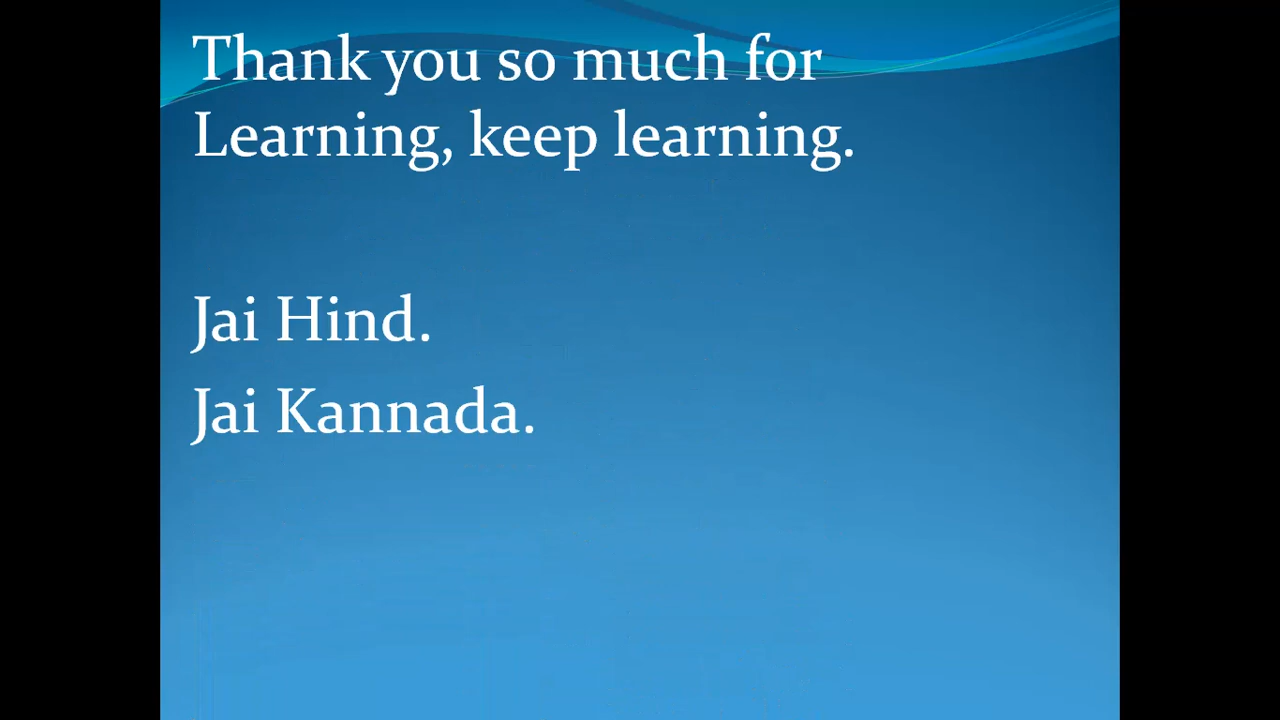 Thank you so much for
Learning, keep learning.
Jai Hind.
Jai Kannada.